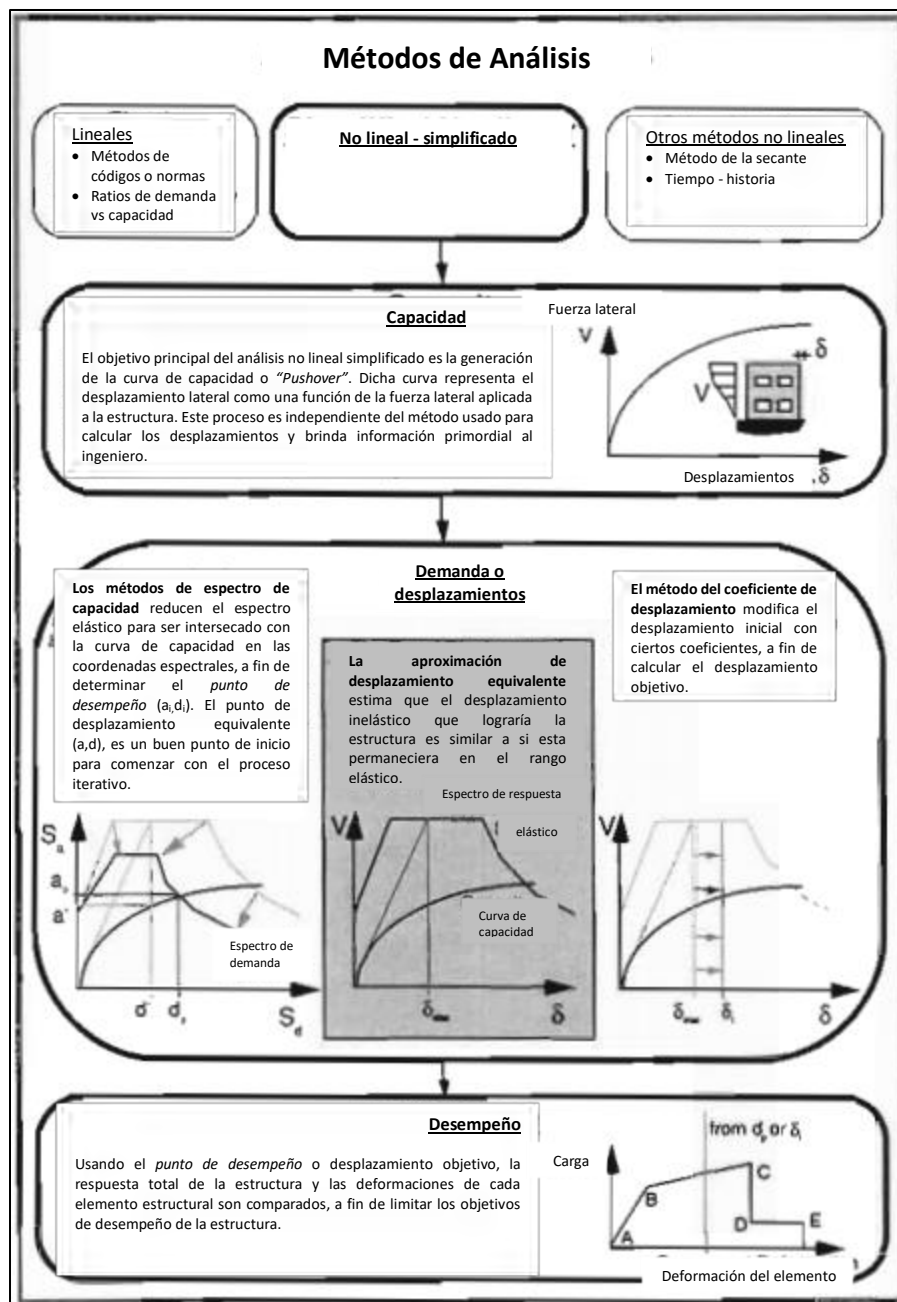 Métodos de Análisis
Lineales
• Métodos de
códigos o normas
• Ratios de demanda
vs capacidad
No lineal - simplificado
Otros métodos no lineales
• Método de la secante
• Tiempo - historia
Capacidad
El objetivo principal del análisis no lineal simplificado es la generación
de la curva de capacidad o “Pushover”. Dicha curva representa el
desplazamiento lateral como una función de la fuerza lateral aplicada
a la estructura. Este proceso es independiente del método usado para
calcular los desplazamientos y brinda información primordial al
ingeniero.
Fuerza lateral
V
δ
V
Desplazamientos
δ
Demanda o
desplazamientos
Los métodos de espectro de
capacidad reducen el espectro
elástico para ser intersecado con
la curva de capacidad en las
coordenadas espectrales, a fin de
determinar el punto de
desempeño (ai,di). El punto de
desplazamiento equivalente
(a,d), es un buen punto de inicio
para comenzar con el proceso
iterativo.
La aproximación de
desplazamiento equivalente
estima que el desplazamiento
inelástico que lograría la
estructura es similar a si esta
permaneciera en el rango
elástico.
El método del coeficiente de
desplazamiento modifica el
desplazamiento inicial con
ciertos coeficientes, a fin de
calcular el desplazamiento
objetivo.
Espectro de respuesta
elástico
Curva de
capacidad
V
δ
Espectro de
demanda
Sd
V
δ
Desempeño
Usando el punto de desempeño o desplazamiento objetivo, la
respuesta total de la estructura y las deformaciones de cada
elemento estructural son comparados, a fin de limitar los objetivos
de desempeño de la estructura.
Carga
from dp or δi
A
B
C
D
E
Deformación del elemento